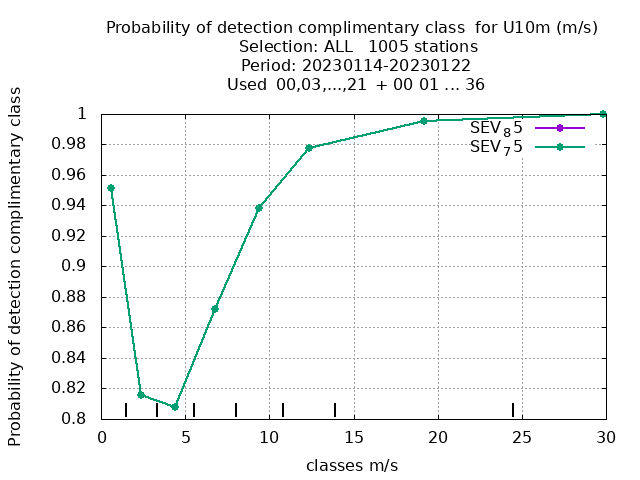 Probability of detection complimentary class  for U10m (m/s)
Selection: ALL   1005 stations
Period: 20230114-20230122
Used  00,03,...,21  + 00 01 ... 36
Probability of detection complimentary class
1
0.98
0.96
0.94
0.92
0.9
0.88
0.86
0.84
0.82
0.8
SEV85
SEV75
0 5 10 15 20 25 30
classes m/s